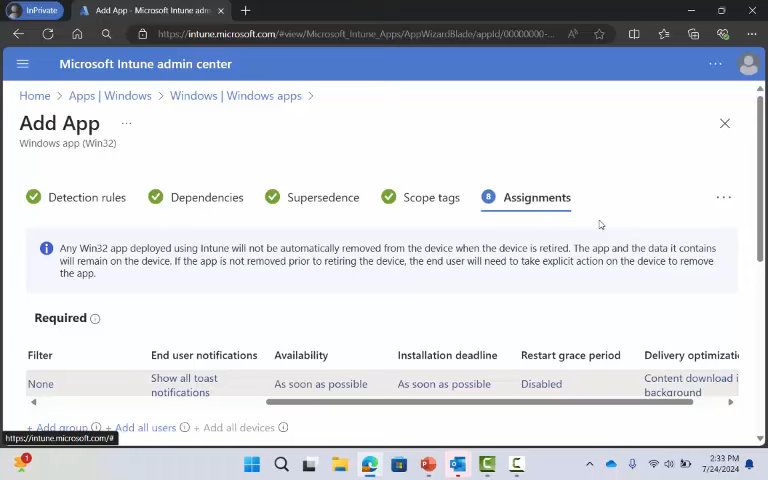 InPrivate
Add App - Microsoft Intune admi
https://intune.microsoft.com/#view/Microsoft_Intune_Apps/AppWizardBlade/appId/00000000-...
Microsoft Intune admin center
Home > Apps | Windows > Windows | Windows apps >
Add App
Windows app (Win32)
Detection rules
Dependencies
Supersedence
Scope tags
8 Assignments
Any Win32 app deployed using Intune will not be automatically removed from the device when the device is retired. The app and the data it contains
will remain on the device. If the app is not removed prior to retiring the device, the end user will need to take explicit action on the device to remove
the app.
Required
Filter End user notifications Availability Installation deadline Restart grace period Delivery optimizatio
None Show all toast notifications As soon as possible As soon as possible Disabled Content download i background
+ Add group + Add all users + Add all devices
https://intune.microsoft.com/#
1
2:33 PM
7/24/2024